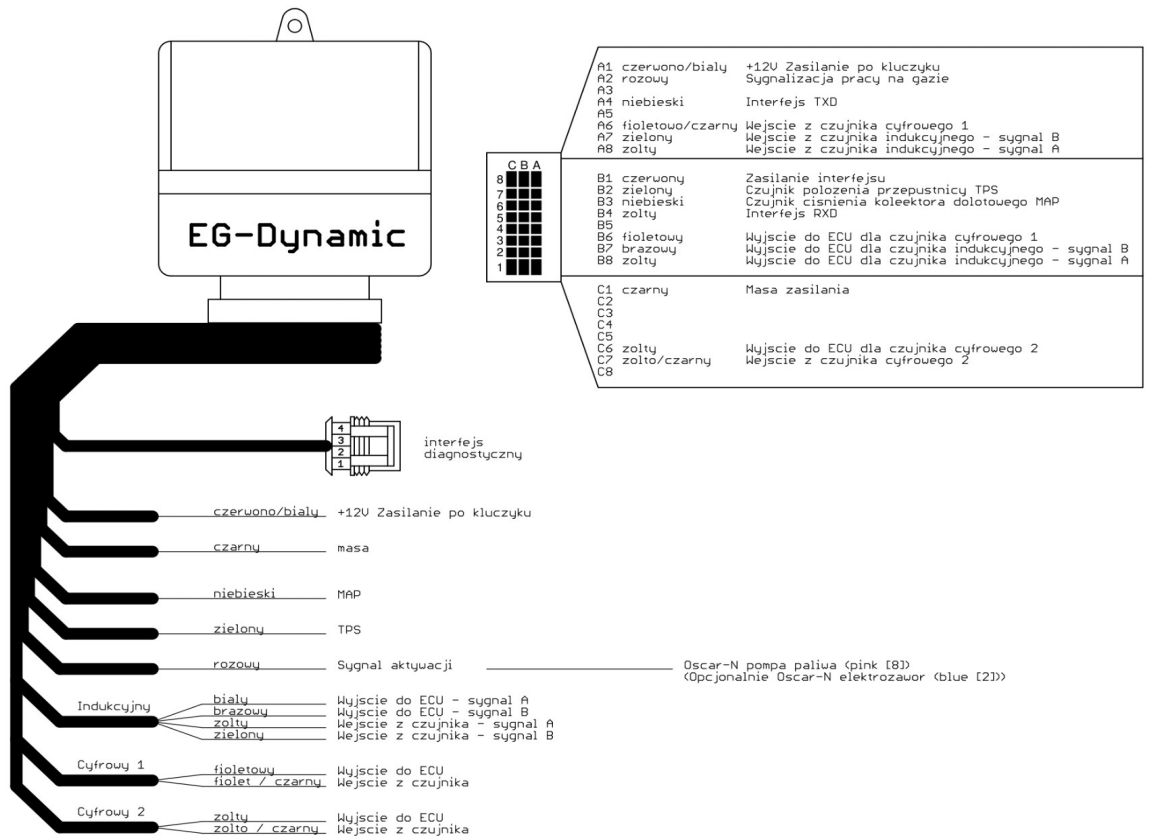 EG-Dynamic
C B A
8
7
6
5
4
3
2
1
A1 czerwono/bialy +12V Zasilanie po kluczyku
A2 rozowy Sygnalizacja pracy na gazie
A3
A4 niebieski Interfejs TXD
A5
A6 fioletowo/czarny Wejscie z czujnika cyfrowego 1
A7 zielony Wejscie z czujnika indukcyjnego - sygnal B
A8 zolty Wejscie z czujnika indukcyjnego - sygnal A
B1 czerwony Zasilanie interfejsu
B2 zielony Czujnik polozenia przepustnicy TPS
B3 niebieski Czujnik cisnienia kolektora dolotowego MAP
B4 zolty Interfejs RXD
B5
B6 fioletowy Wyjscie do ECU dla czujnika cyfrowego 1
B7 brazowy Wyjscie do ECU dla czujnika indukcyjnego - sygnal B
B8 zolty Wyjscie do ECU dla czujnika indukcyjnego - sygnal A
C1 czarny Masa zasilania
C2
C3
C4
C5
C6 zolty Wyjscie do ECU dla czujnika cyfrowego 2
C7 zolto/czarny Wejscie z czujnika cyfrowego 2
C8
4
3
2
1
interfejs
diagnostyczny
czerwono/bialy +12V Zasilanie po kluczyku
czarny masa
niebieski MAP
zielony TPS
rozowy Sygnal aktywacji Oscar-N pompa paliwa (pink [8])
(Opcjonalnie Oscar-N elektrozawor (blue [2]))
Indukcyjny
bialy Wyjscie do ECU - sygnal A
brazowy Wyjscie do ECU - sygnal B
zolty Wejscie z czujnika - sygnal A
zielony Wejscie z czujnika - sygnal B
Cyfrowy 1
fioletowy Wyjscie do ECU
fiolet / czarny Wejscie z czujnika
Cyfrowy 2
zolty Wyjscie do ECU
zolto / czarny Wejscie z czujnika